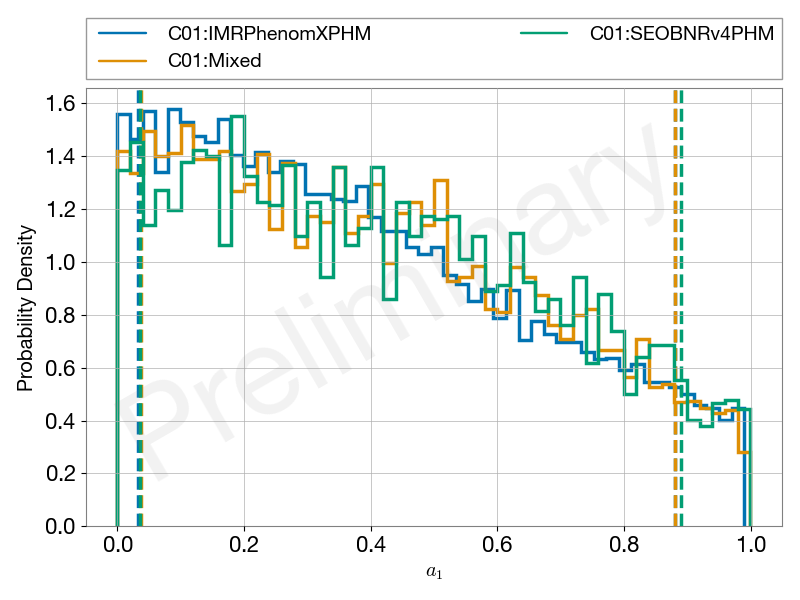 C01:IMRPhenomXPHM
C01:Mixed
C01:SEOBNRv4PHM
Probability Density
1.6
1.4
1.2
1.0
0.8
0.6
0.4
0.2
0.0
Preliminary
0.0 0.2 0.4 0.6 0.8 1.0
a₁